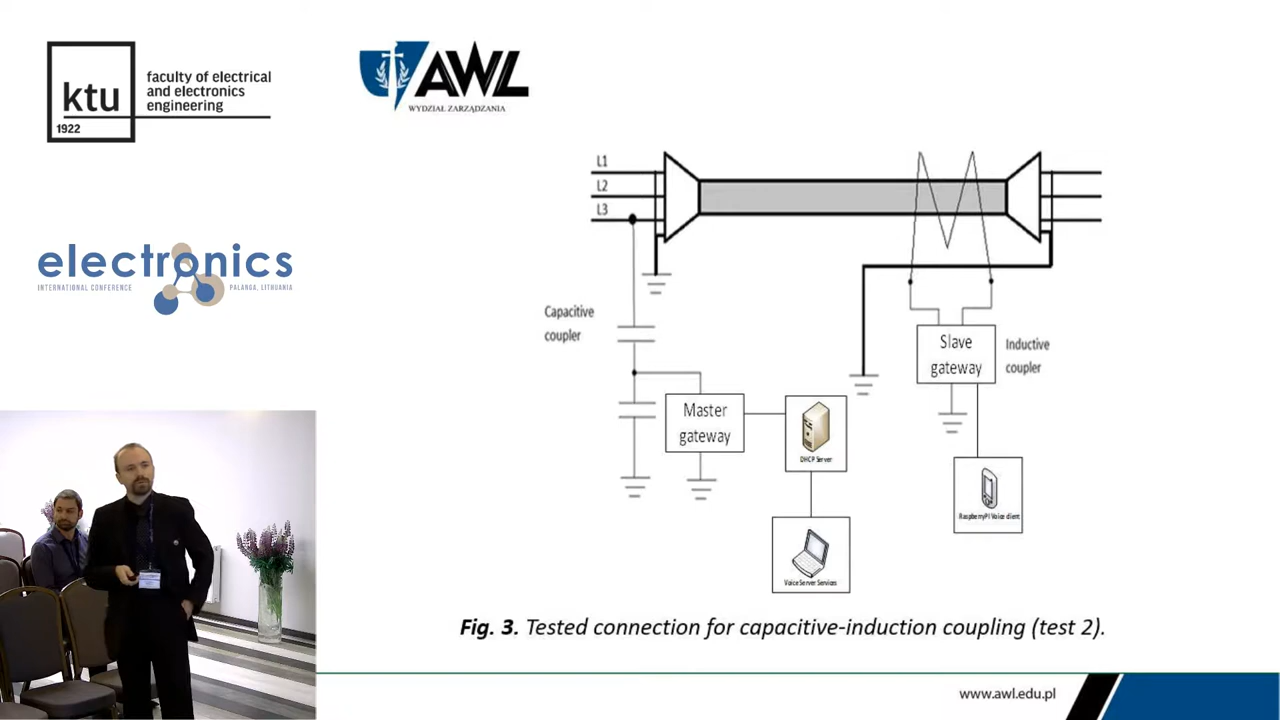 ktu
1922
faculty of electrical
and electronics
engineering
AWL
WYDZIAŁ ZARZĄDZANIA
electronics
INTERNATIONAL CONFERENCE
PALANGA, LITHUANIA
L1
L2
L3
Capacitive
coupler
Master
gateway
DHCP Server
Voice Server Services
Slave
gateway
Inductive
coupler
RaspberryPI Voice client
Fig. 3. Tested connection for capacitive-induction coupling (test 2).
www.awl.edu.pl